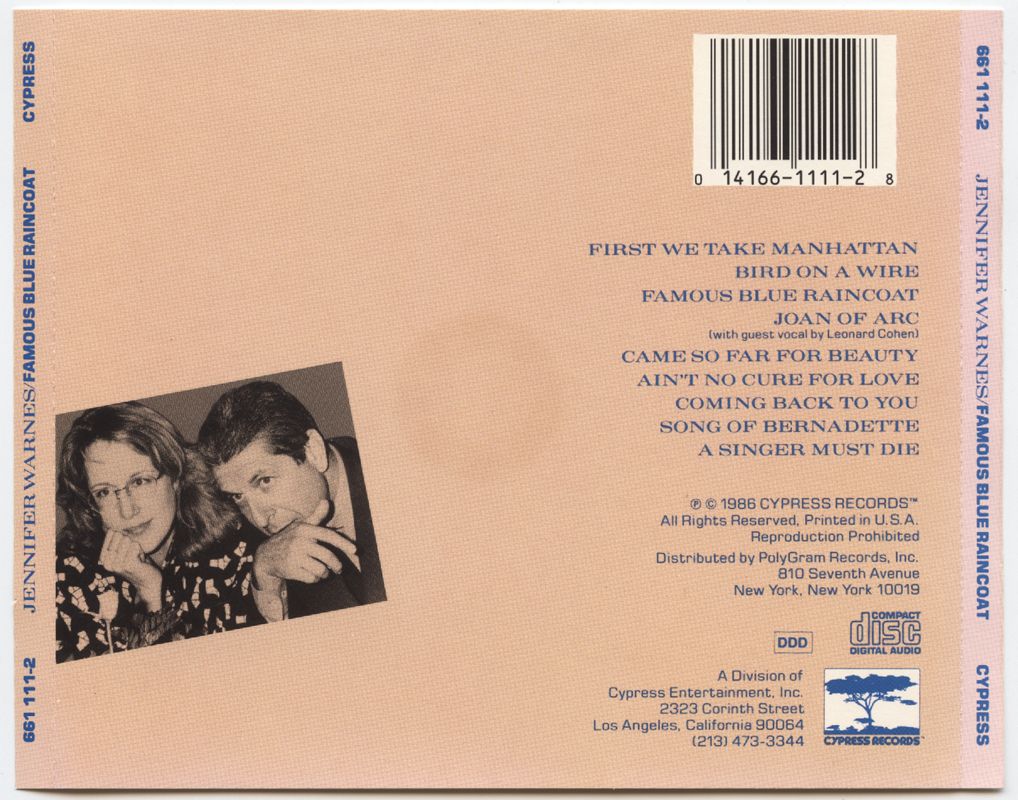 661 111-2
JENNIFER WARNES/FAMOUS BLUE RAINCOAT
CYPRESS
0 14166-1111-2 8
FIRST WE TAKE MANHATTAN
BIRD ON A WIRE
FAMOUS BLUE RAINCOAT
JOAN OF ARC
(with guest vocal by Leonard Cohen)
CAME SO FAR FOR BEAUTY
AIN'T NO CURE FOR LOVE
COMING BACK TO YOU
SONG OF BERNADETTE
A SINGER MUST DIE
℗ © 1986 CYPRESS RECORDS™
All Rights Reserved, Printed in U.S.A.
Reproduction Prohibited
Distributed by PolyGram Records, Inc.
810 Seventh Avenue
New York, New York 10019
DDD
COMPACT
disc
DIGITAL AUDIO
A Division of
Cypress Entertainment, Inc.
2323 Corinth Street
Los Angeles, California 90064
(213) 473-3344
CYPRESS RECORDS™
661 111-2
JENNIFER WARNES/FAMOUS BLUE RAINCOAT
CYPRESS